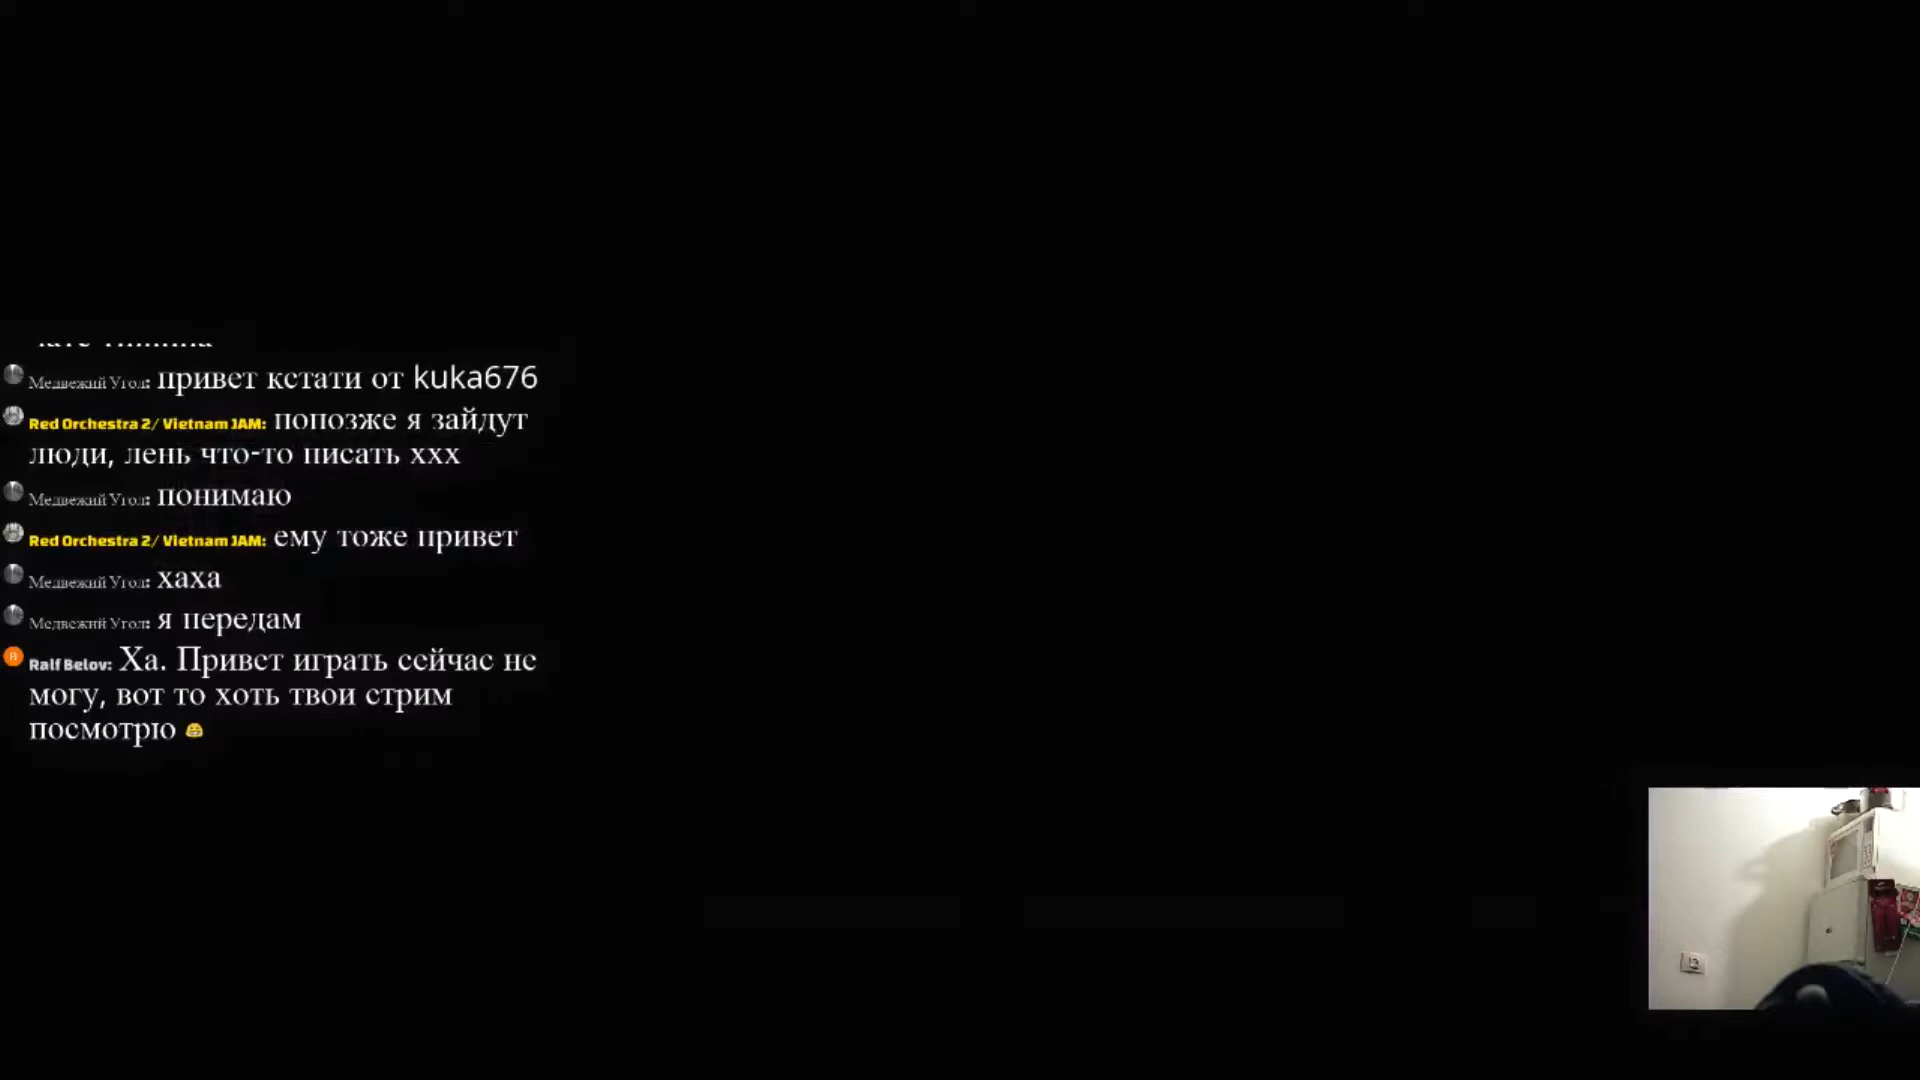 Медвежий Угол: привет кстати от kuka676
Red Orchestra 2/ Vietnam JAM: попозже я зайдут
люди, лень что-то писать xxx
Медвежий Угол: понимаю
Red Orchestra 2/ Vietnam JAM: ему тоже привет
Медвежий Угол: хаха
Медвежий Угол: я передам
Ralf Belov: Ха. Привет играть сейчас не
могу, вот то хоть твои стрим
посмотрю 😂